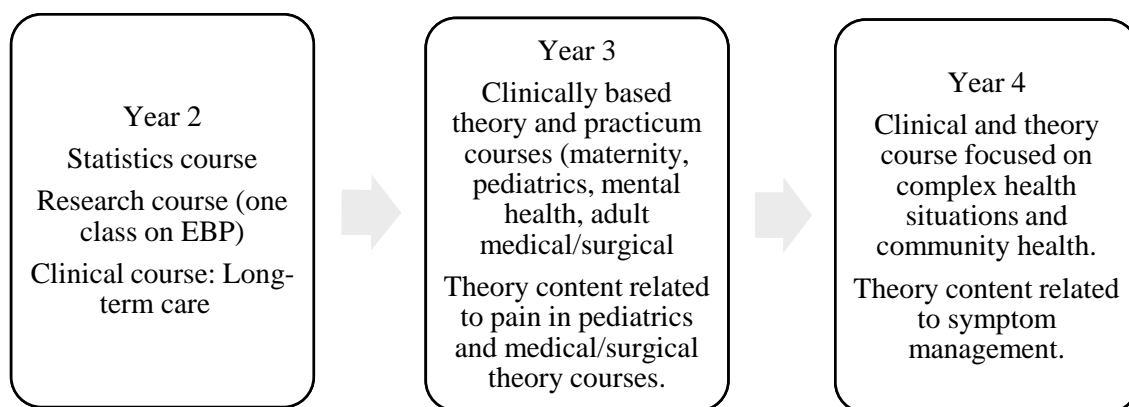 Year 2
Statistics course
Research course (one
class on EBP)
Clinical course: Long-
term care
Year 3
Clinically based
theory and practicum
courses (maternity,
pediatrics, mental
health, adult
medical/surgical
Theory content related
to pain in pediatrics
and medical/surgical
theory courses.
Year 4
Clinical and theory
course focused on
complex health
situations and
community health.
Theory content related
to symptom
management.